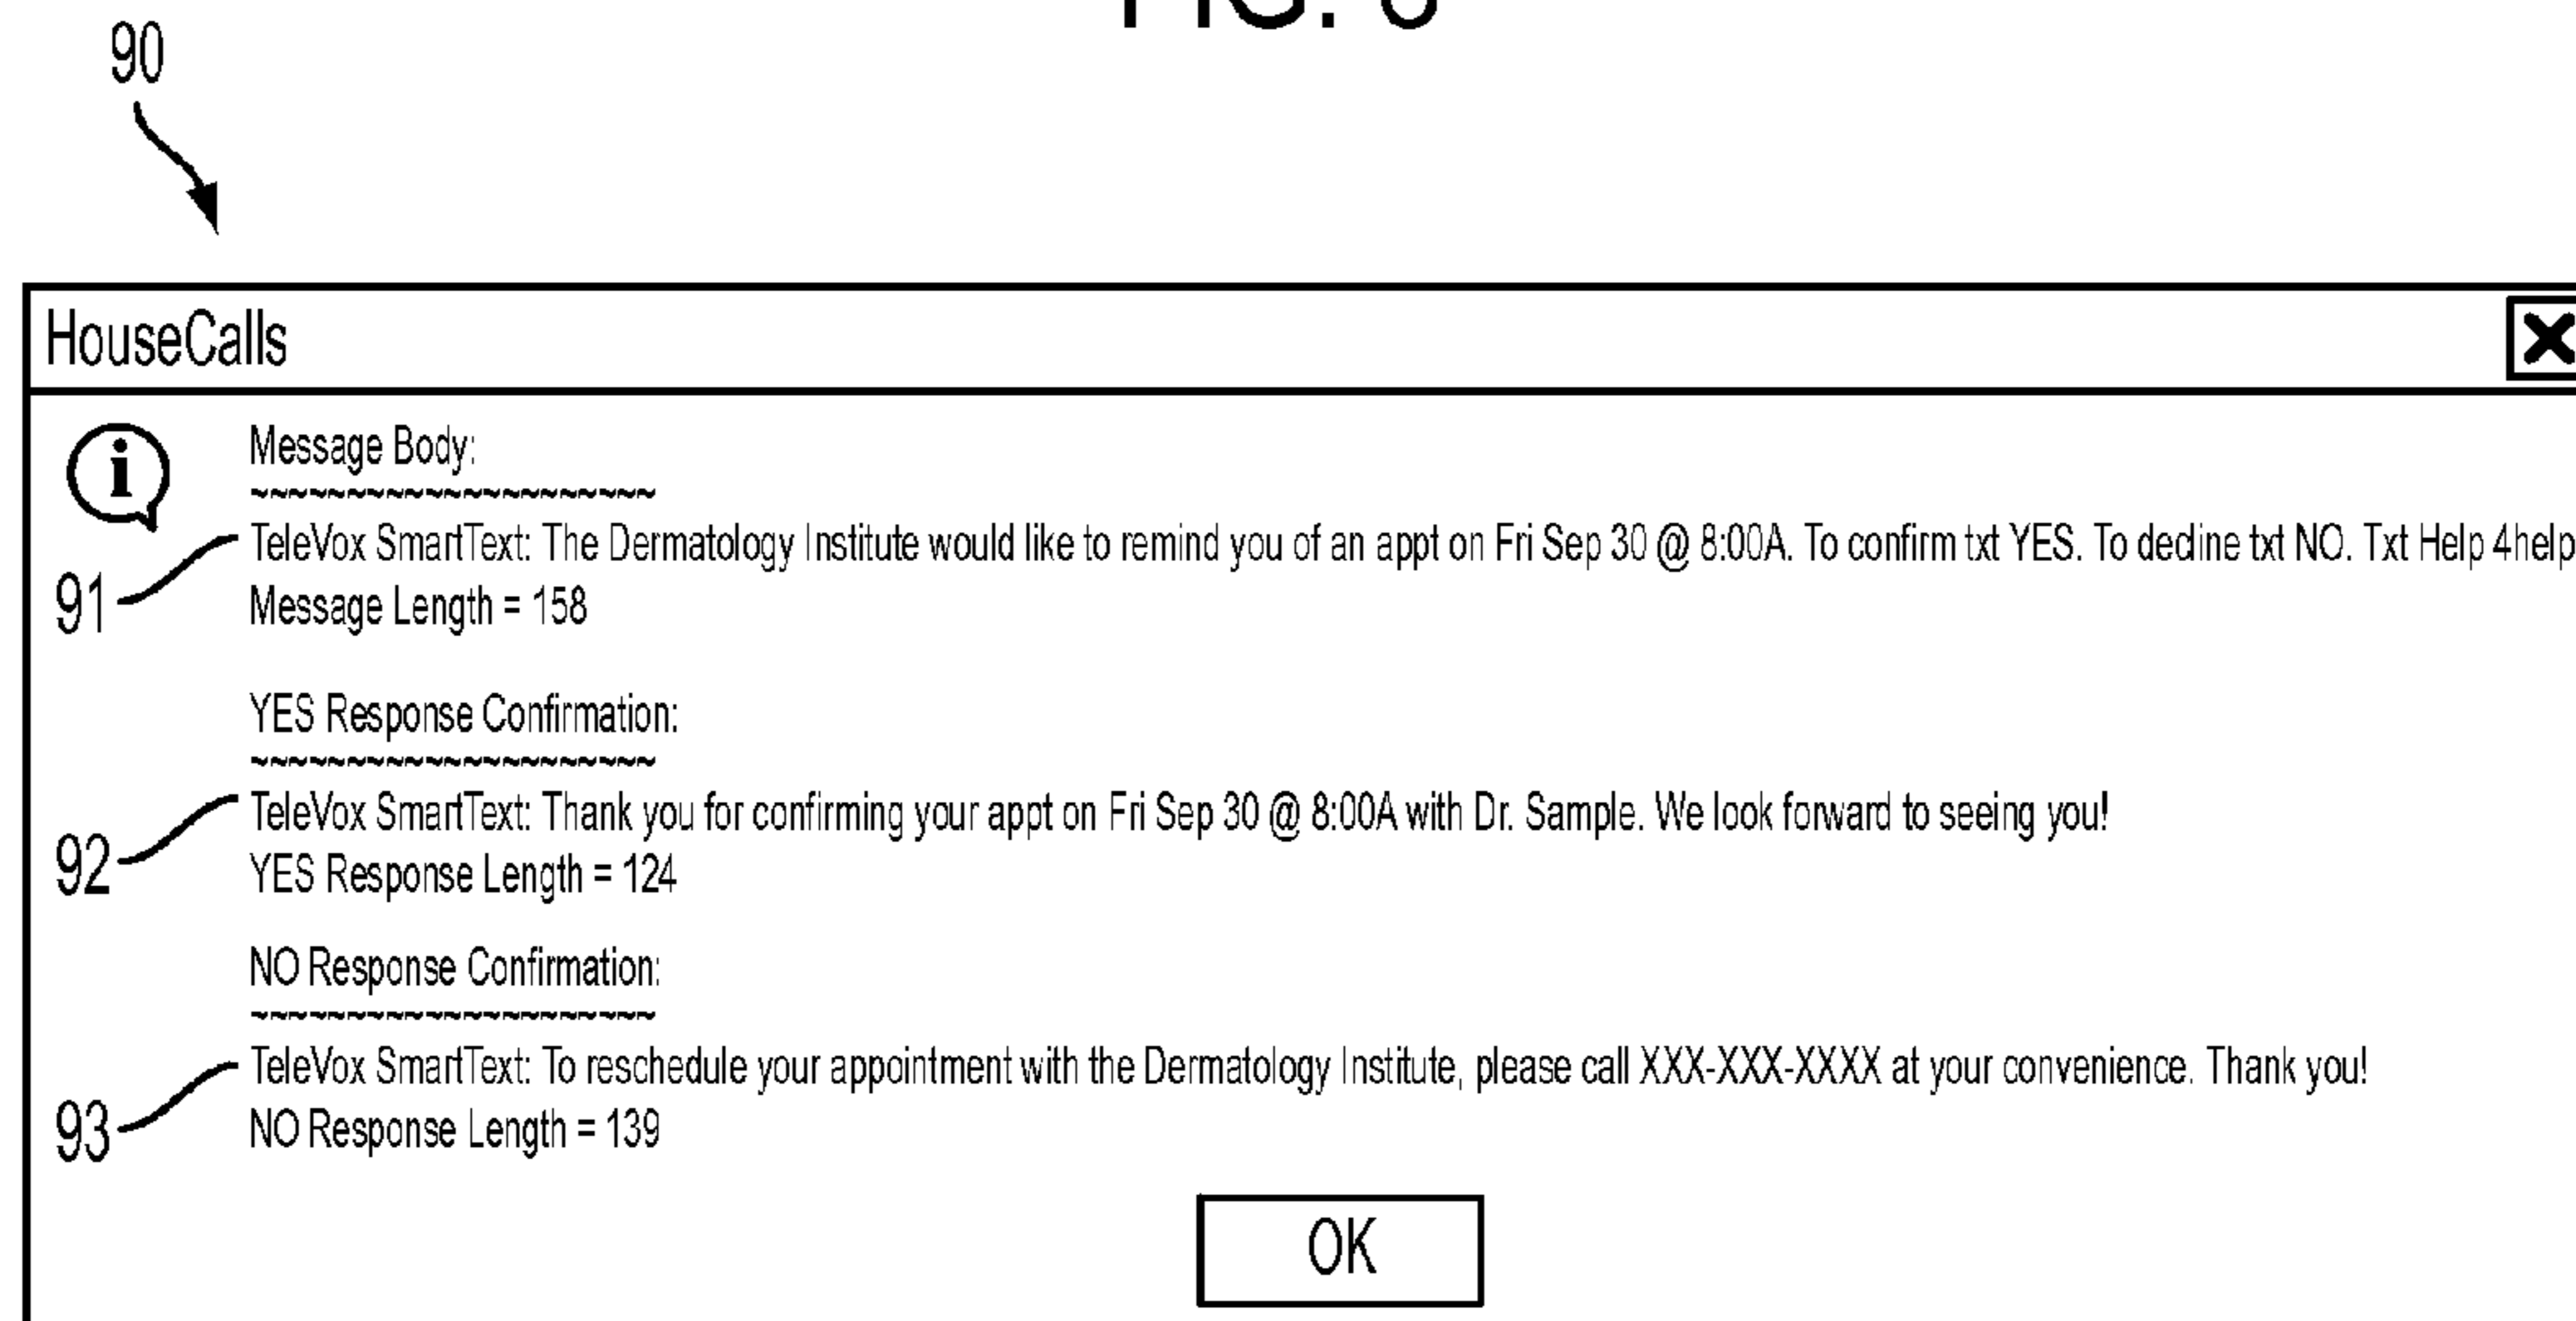 90
HouseCalls
Message Body:
~~~~~~~~~~~~~~~~~~~~~
TeleVox SmartText: The Dermatology Institute would like to remind you of an appt on Fri Sep 30 @ 8:00A. To confirm txt YES. To decline txt NO. Txt Help 4help
91
Message Length = 158
YES Response Confirmation:
~~~~~~~~~~~~~~~~~~~~~
TeleVox SmartText: Thank you for confirming your appt on Fri Sep 30 @ 8:00A with Dr. Sample. We look forward to seeing you!
92
YES Response Length = 124
NO Response Confirmation:
~~~~~~~~~~~~~~~~~~~~~
TeleVox SmartText: To reschedule your appointment with the Dermatology Institute, please call XXX-XXX-XXXX at your convenience. Thank you!
93
NO Response Length = 139
OK